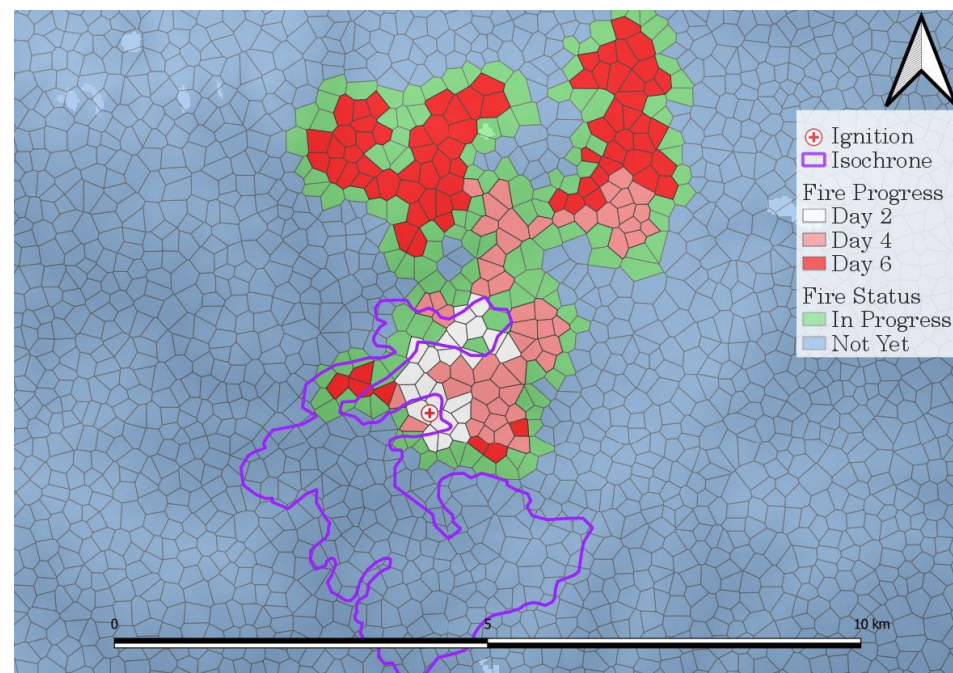 Ignition
Isochrone
Fire Progress
Day 2
Day 4
Day 6
Fire Status
In Progress
Not Yet
0 5 10 km